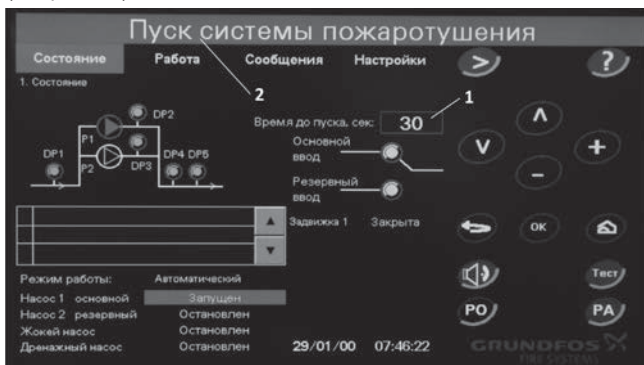 Пуск системы пожаротушения
Состояние Работа Сообщения Настройки > ?
1. Состояние
2 1
DP2
Время до пуска, сек: 30
P1
Основной
ввод
DP1 P2 DP3 DP4 DP5
Резервный
ввод
Задвижка 1 Закрыта
OK
Режим работы: Автоматический
Тест
Насос 1 основной Запущен
Насос 2 резервный Остановлен
PO PA
Жокей насос Остановлен
Дренажный насос Остановлен 29/01/00 07:46:22
GRUNDFOS
FIRE SYSTEMS